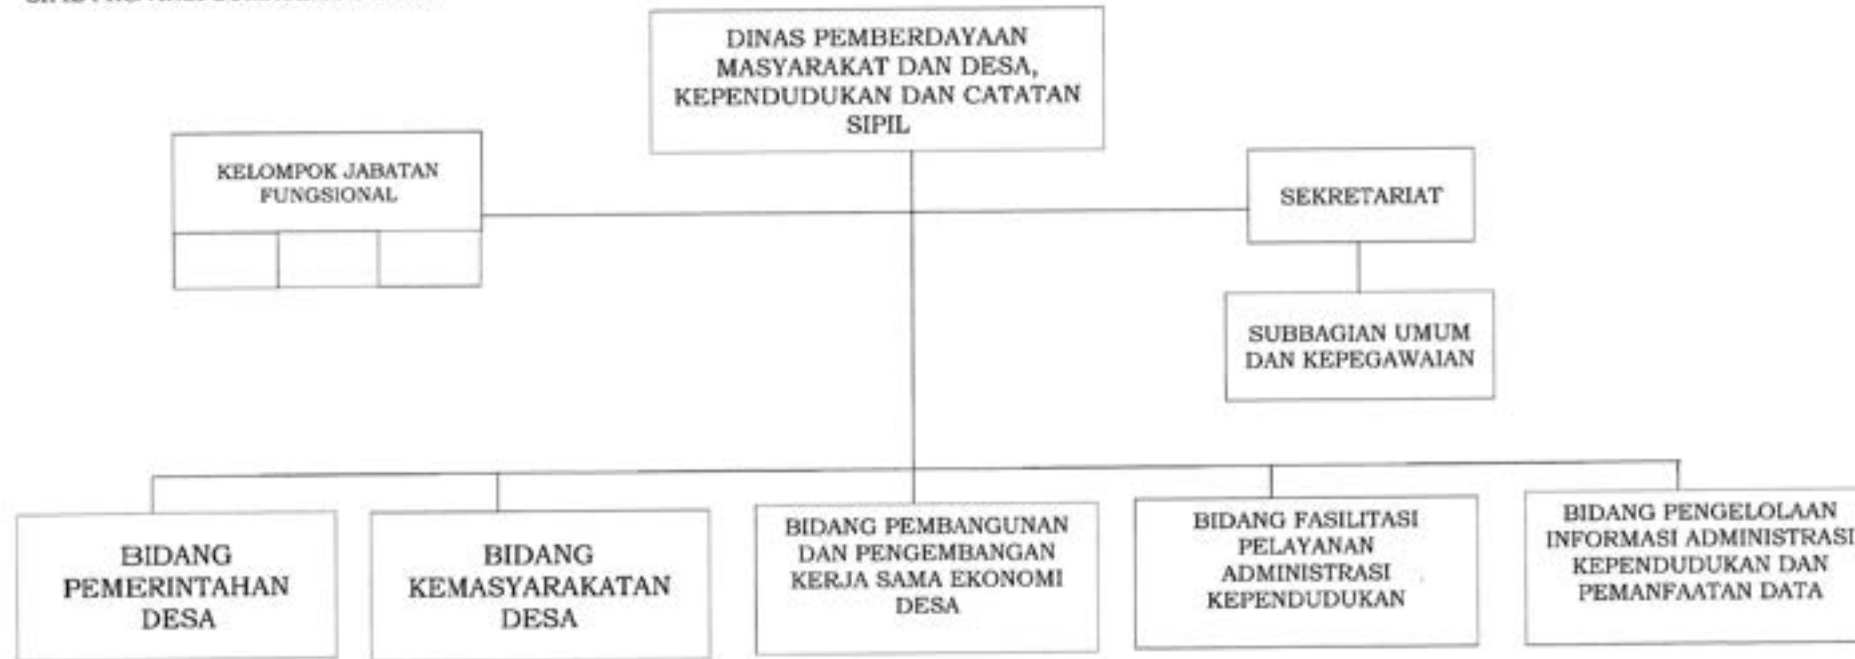 DINAS PEMBERDAYAAN
MASYARAKAT DAN DESA,
KEPENDUDUKAN DAN CATATAN
SIPIL
KELOMPOK JABATAN
FUNGSIONAL
SEKRETARIAT
SUBBAGIAN UMUM
DAN KEPEGAWAIAN
BIDANG
PEMERINTAHAN
DESA
BIDANG
KEMASYARAKATAN
DESA
BIDANG PEMBANGUNAN
DAN PENGEMBANGAN
KERJA SAMA EKONOMI
DESA
BIDANG FASILITASI
PELAYANAN
ADMINISTRASI
KEPENDUDUKAN
BIDANG PENGELOLAAN
INFORMASI ADMINISTRASI
KEPENDUDUKAN DAN
PEMANFAATAN DATA